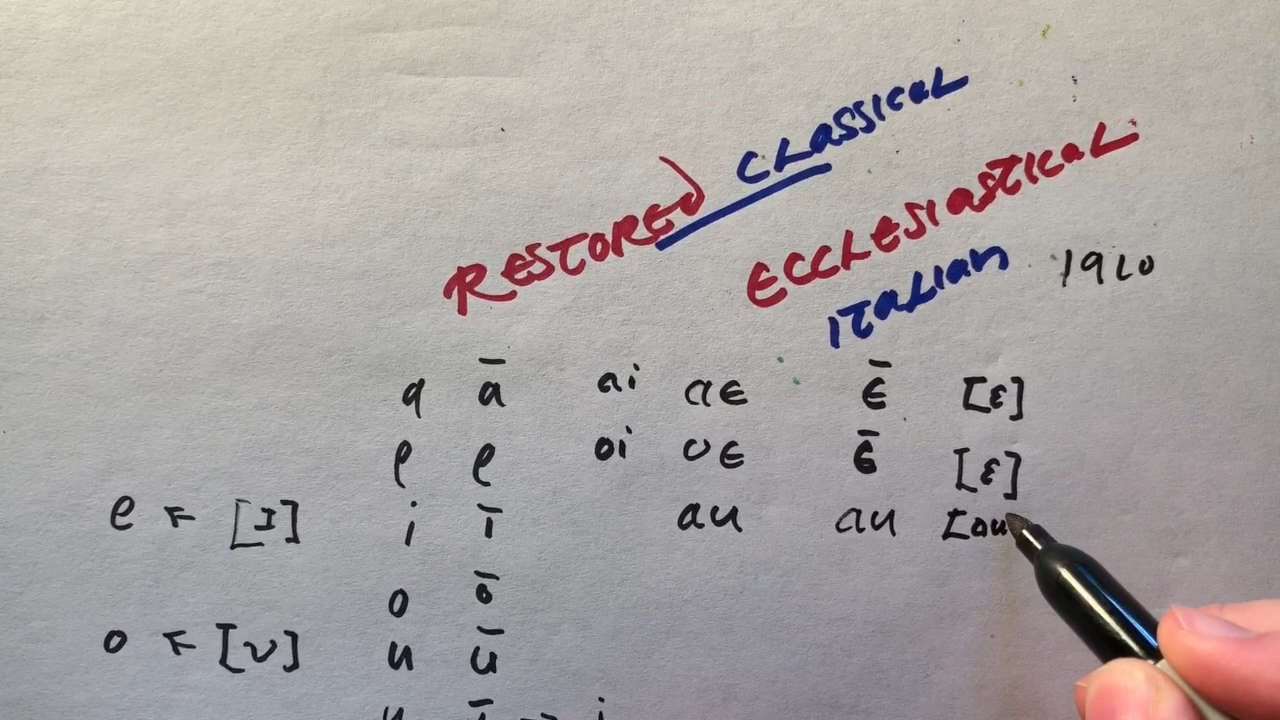 RESTORED CLASSICAL
ECCLESIASTICAL
ITALIAN 1910
a ā ai ae ē [ɛ]
e e oi oe ē [ɛ]
e ← [ɪ] i ī au au [au
o ō
o ← [ʊ] u ū